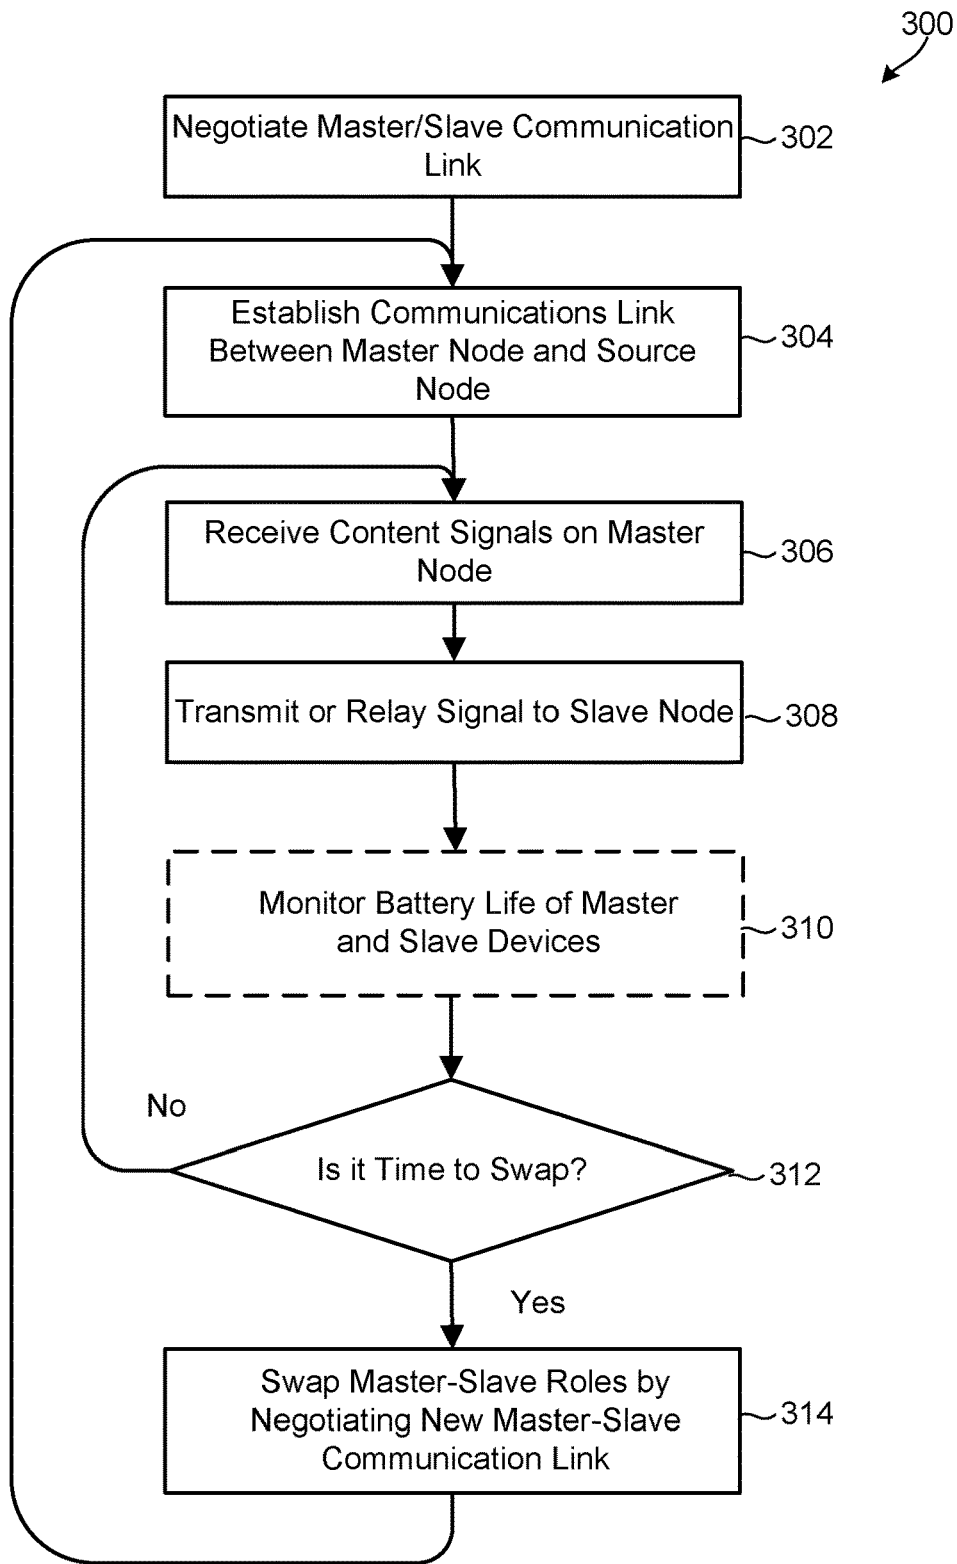 300
Negotiate Master/Slave Communication
Link
302
Establish Communications Link
Between Master Node and Source
Node
304
Receive Content Signals on Master
Node
306
Transmit or Relay Signal to Slave Node
308
Monitor Battery Life of Master
and Slave Devices
310
No
Is it Time to Swap?
312
Yes
Swap Master-Slave Roles by
Negotiating New Master-Slave
Communication Link
314